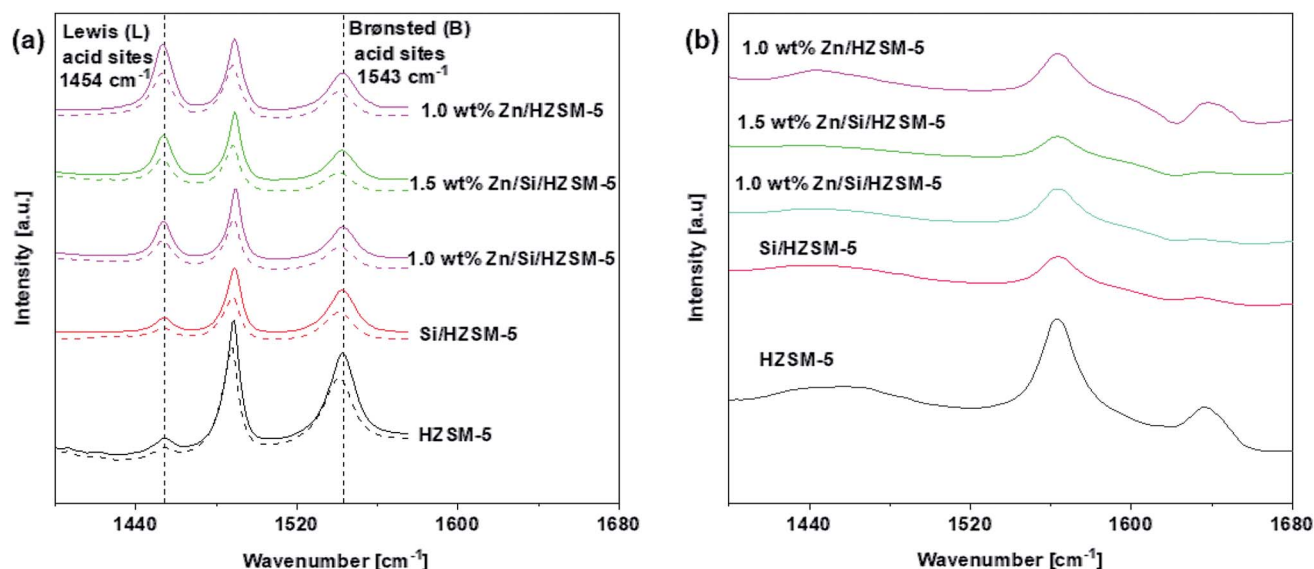 (a)
Lewis (L)
acid sites
1454 cm⁻¹
Brønsted (B)
acid sites
1543 cm⁻¹
1.0 wt% Zn/HZSM-5
1.5 wt% Zn/Si/HZSM-5
1.0 wt% Zn/Si/HZSM-5
Si/HZSM-5
HZSM-5
Intensity [a.u.]
1440 1520 1600 1680
Wavenumber [cm⁻¹]
(b)
1.0 wt% Zn/HZSM-5
1.5 wt% Zn/Si/HZSM-5
1.0 wt% Zn/Si/HZSM-5
Si/HZSM-5
HZSM-5
Intensity [a.u]
1440 1520 1600 1680
Wavenumber [cm⁻¹]